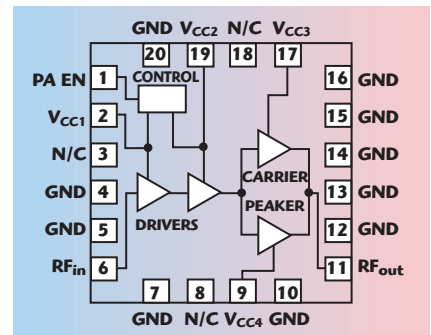 GND VCC2 N/C VCC3
20 19 18 17
PA EN 1 CONTROL 16 GND
VCC1 2 15 GND
N/C 3 14 GND
CARRIER
GND 4 13 GND
PEAKER
DRIVERS
GND 5 12 GND
RFin 6 11 RFout
7 8 9 10
GND N/C VCC4 GND